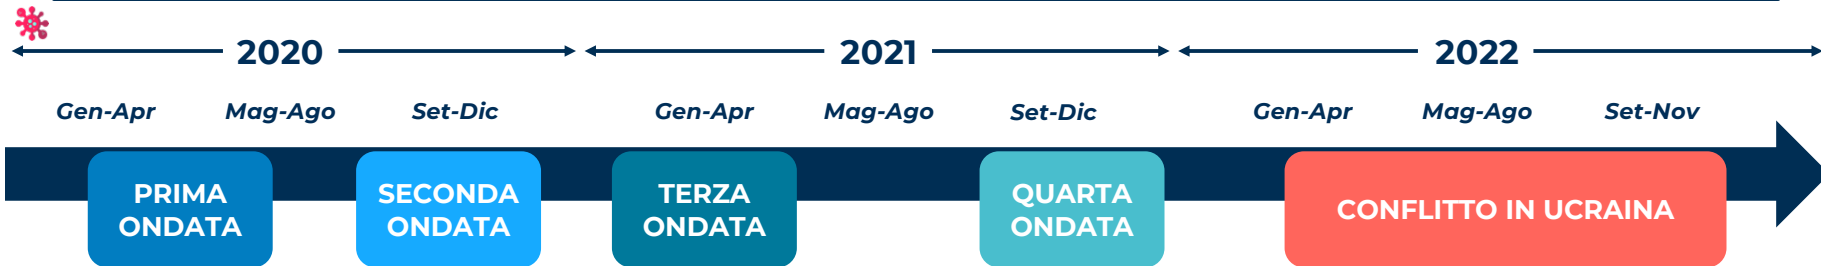 2020
2021
2022
Gen-Apr
Mag-Ago
Set-Dic
Gen-Apr
Mag-Ago
Set-Dic
Gen-Apr
Mag-Ago
Set-Nov
PRIMA
ONDATA
SECONDA
ONDATA
TERZA
ONDATA
QUARTA
ONDATA
CONFLITTO IN UCRAINA